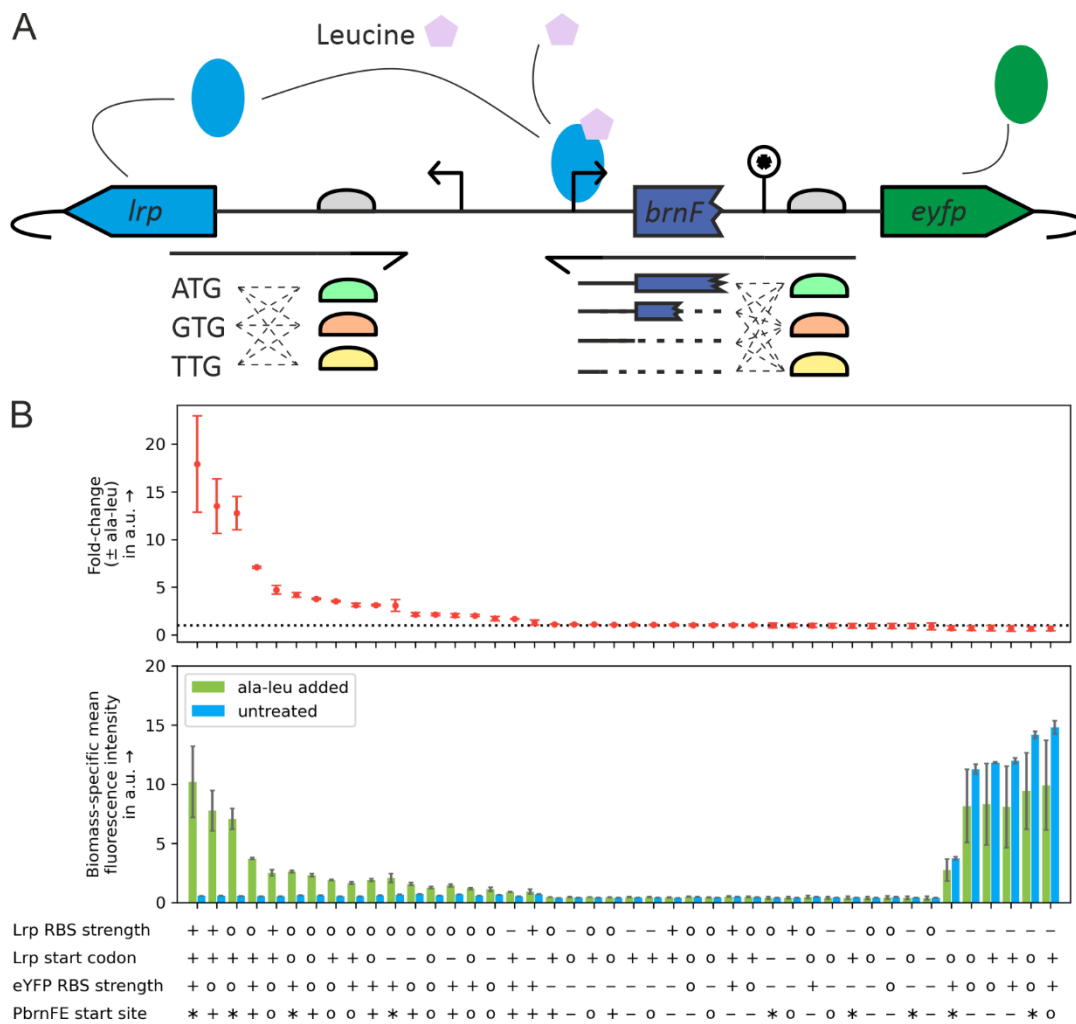 A
Leucine
lrp
brnF
eyfp
ATG
GTG
TTG
B
Fold-change
(± ala-leu)
in a.u. →
20
15
10
5
0
Biomass-specific mean
fluorescence intensity
in a.u. →
20
15
10
5
0
ala-leu added
untreated
Lrp RBS strength
Lrp start codon
eYFP RBS strength
PbrnFE start site